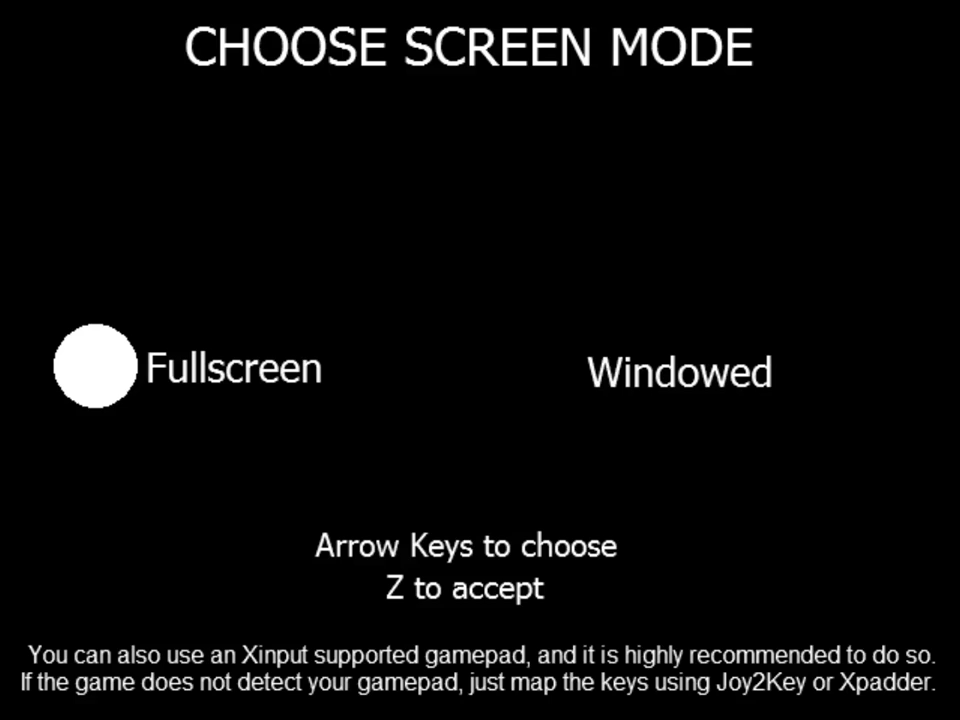 CHOOSE SCREEN MODE
Fullscreen
Windowed
Arrow Keys to choose
Z to accept
You can also use an Xinput supported gamepad, and it is highly recommended to do so.
If the game does not detect your gamepad, just map the keys using Joy2Key or Xpadder.